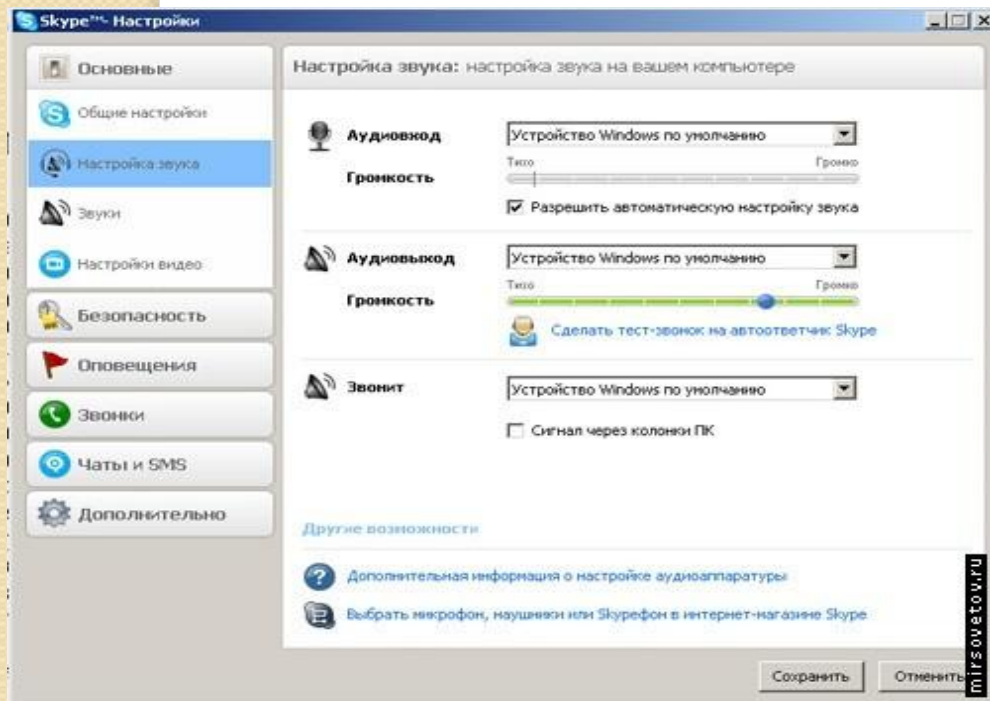 Skype™- Настройки
Основные
Общие настройки
Настройка звука
Звуки
Настройки видео
Безопасность
Оповещения
Звонки
Чаты и SMS
Дополнительно
Настройка звука: настройка звука на вашем компьютере
Аудиовход
Устройство Windows по умолчанию
Тихо
Громко
Громкость
Разрешить автоматическую настройку звука
Аудиовыход
Устройство Windows по умолчанию
Тихо
Громко
Громкость
Сделать тест-звонок на автоответчик Skype
Звонит
Устройство Windows по умолчанию
Сигнал через колонки ПК
Другие возможности
Дополнительная информация о настройке аудиоаппаратуры
Выбрать микрофон, наушники или Skypeфон в интернет-магазине Skype
Сохранить
Отменить
mirsovetov.ru